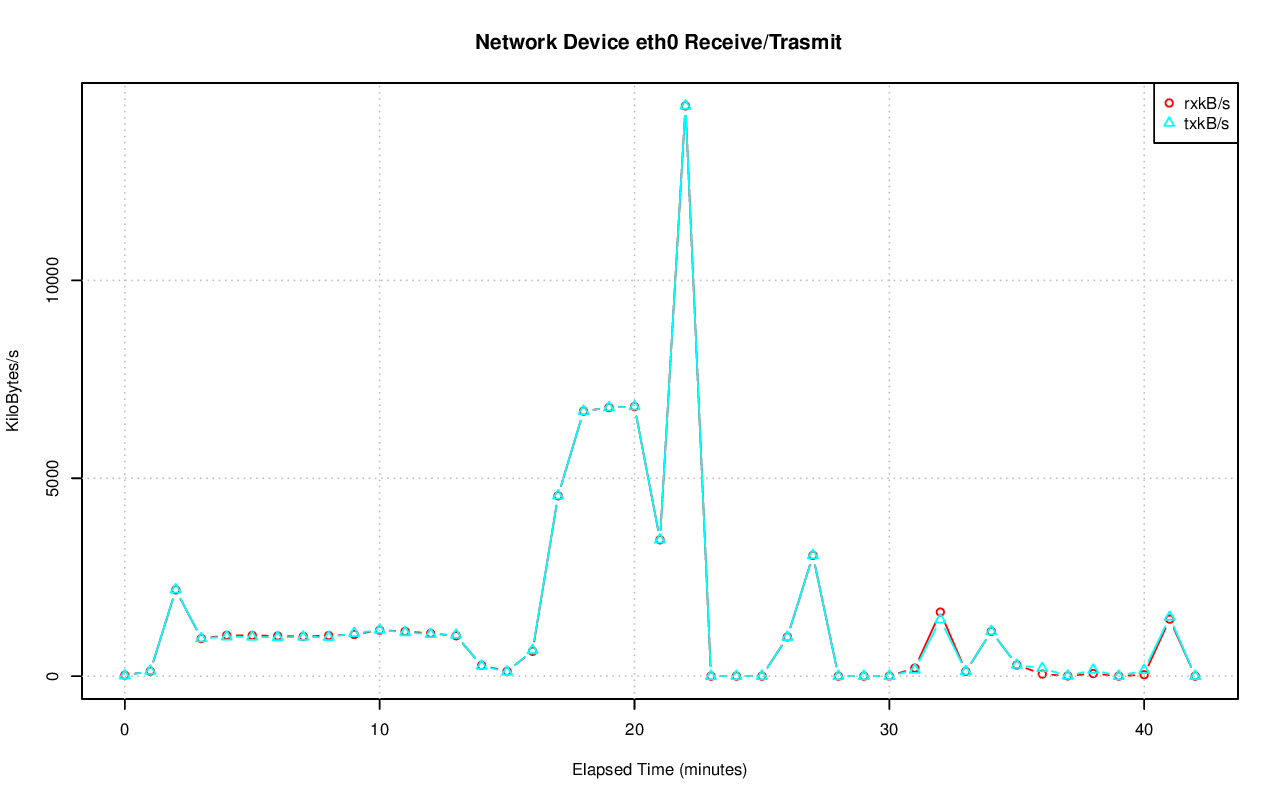 Network Device eth0 Receive/Trasmit
rxkB/s
txkB/s
KiloBytes/s
10000
5000
0
0 10 20 30 40
Elapsed Time (minutes)